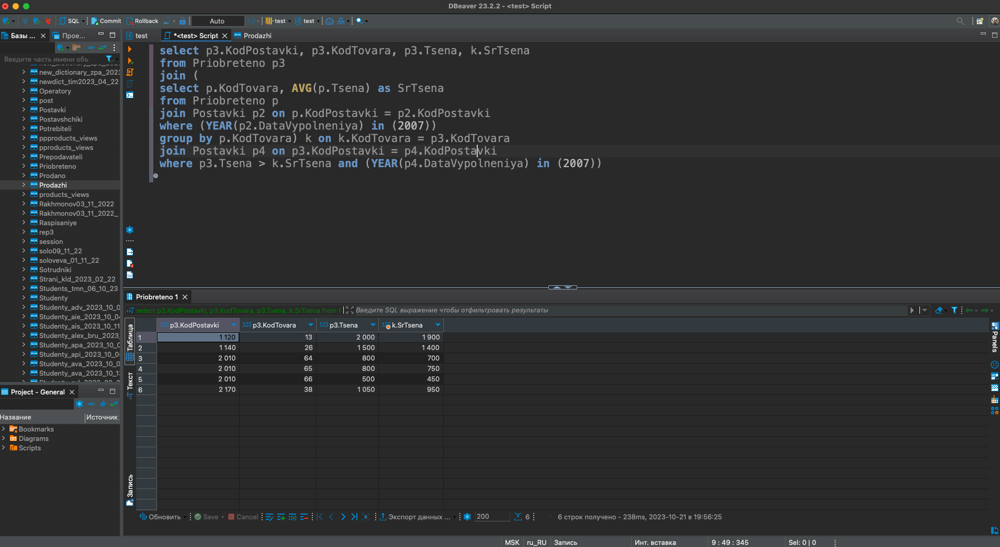 DBeaver 23.2.2 - <test> Script
SQL Commit Rollback Auto test test
Базы ... Прое...
test *<test> Script Prodazhi
Введите часть имени объ
new_dictionary_zpa_2023
newdict_tim2023_04_22
Operatory
post
Postavki
Postavshchiki
Potrebiteli
ppproducts_views
pproducts_views
Prepodavateli
Priobreteno
Prodano
Prodazhi
products_views
Rakhmonov03_11_2022
Rakhmonov03_11_2022_
Raspisaniye
rep3
session
solo09_11_22
soloveva_01_11_22
Sotrudniki
Strani_kld_2023_02_22
Students_tmn_06_10_23
Studenty
Studenty_adv_2023_10_0
Studenty_aie_2023_10_04
Studenty_ais_2023_10_11
Studenty_alex_bru_2023_
Studenty_apa_2023_10_0
Studenty_api_2023_10_0
Studenty_ava_2023_10_0
Studenty_ava_2023_10_1
Project - General
Название Источник
Bookmarks
Diagrams
Scripts
select p3.KodPostavki, p3.KodTovara, p3.Tsena, k.SrTsena
from Priobreteno p3
join (
select p.KodTovara, AVG(p.Tsena) as SrTsena
from Priobreteno p
join Postavki p2 on p.KodPostavki = p2.KodPostavki
where (YEAR(p2.DataVypolneniya) in (2007))
group by p.KodTovara) k on k.KodTovara = p3.KodTovara
join Postavki p4 on p3.KodPostavki = p4.KodPostavki
where p3.Tsena > k.SrTsena and (YEAR(p4.DataVypolneniya) in (2007))
Priobreteno 1
select p3.KodPostavki, p3.KodTovara, p3.Tsena, k.SrTsena from P Введите SQL выражение чтобы отфильтровать результаты
Таблица
Текст
Запись
Panels
123 p3.KodPostavki 123 p3.KodTovara 123 p3.Tsena 123 k.SrTsena
1 1 120 13 2 000 1 900
2 1 140 26 1 500 1 400
3 2 010 64 800 700
4 2 010 65 800 750
5 2 010 66 500 450
6 2 170 38 1 050 950
Обновить Save Cancel Экспорт данных ... 200 6 6 строк получено - 238ms, 2023-10-21 в 19:56:25
MSK ru_RU Запись Инт. вставка 9 : 49 : 345 Sel: 0 | 0